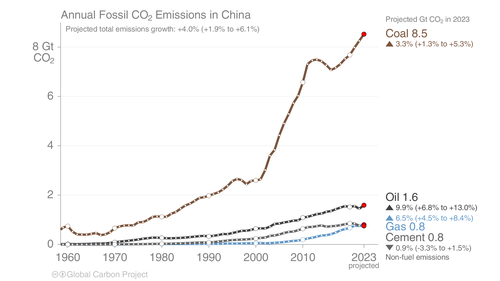 Annual Fossil CO₂ Emissions in China
Projected total emissions growth: +4.0% (+1.9% to +6.1%)
Projected Gt CO₂ in 2023
Coal 8.5
▲ 3.3% (+1.3% to +5.3%)
8 Gt
CO₂
6
4
2
0
Oil 1.6
▲ 9.9% (+6.8% to +13.0%)
▲ 6.5% (+4.5% to +8.4%)
Gas 0.8
Cement 0.8
▼ 0.9% (-3.3% to +1.5%)
Non-fuel emissions
1960 1970 1980 1990 2000 2010 2023
projected
Global Carbon Project